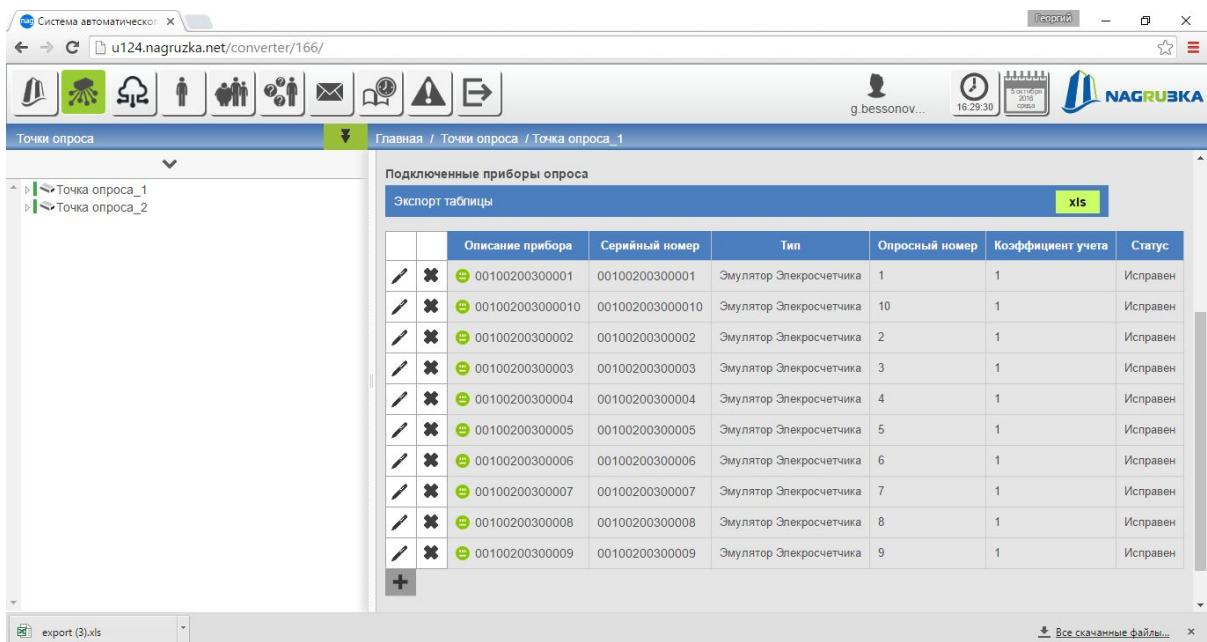 nag Система автоматическог
Георгий
u124.nagruzka.net/converter/166/
g.bessonov...
16:29:30
5 октября
2016
среда
NAGRUЗKA
Точки опроса
Главная / Точки опроса / Точка опроса_1
Точка опроса_1
Точка опроса_2
Подключенные приборы опроса
Экспорт таблицы xls
Описание прибора Серийный номер Тип Опросный номер Коэффициент учета Статус
00100200300001 00100200300001 Эмулятор Элекросчетчика 1 1 Исправен
001002003000010 001002003000010 Эмулятор Элекросчетчика 10 1 Исправен
00100200300002 00100200300002 Эмулятор Элекросчетчика 2 1 Исправен
00100200300003 00100200300003 Эмулятор Элекросчетчика 3 1 Исправен
00100200300004 00100200300004 Эмулятор Элекросчетчика 4 1 Исправен
00100200300005 00100200300005 Эмулятор Элекросчетчика 5 1 Исправен
00100200300006 00100200300006 Эмулятор Элекросчетчика 6 1 Исправен
00100200300007 00100200300007 Эмулятор Элекросчетчика 7 1 Исправен
00100200300008 00100200300008 Эмулятор Элекросчетчика 8 1 Исправен
00100200300009 00100200300009 Эмулятор Элекросчетчика 9 1 Исправен
export (3).xls
Все скачанные файлы...